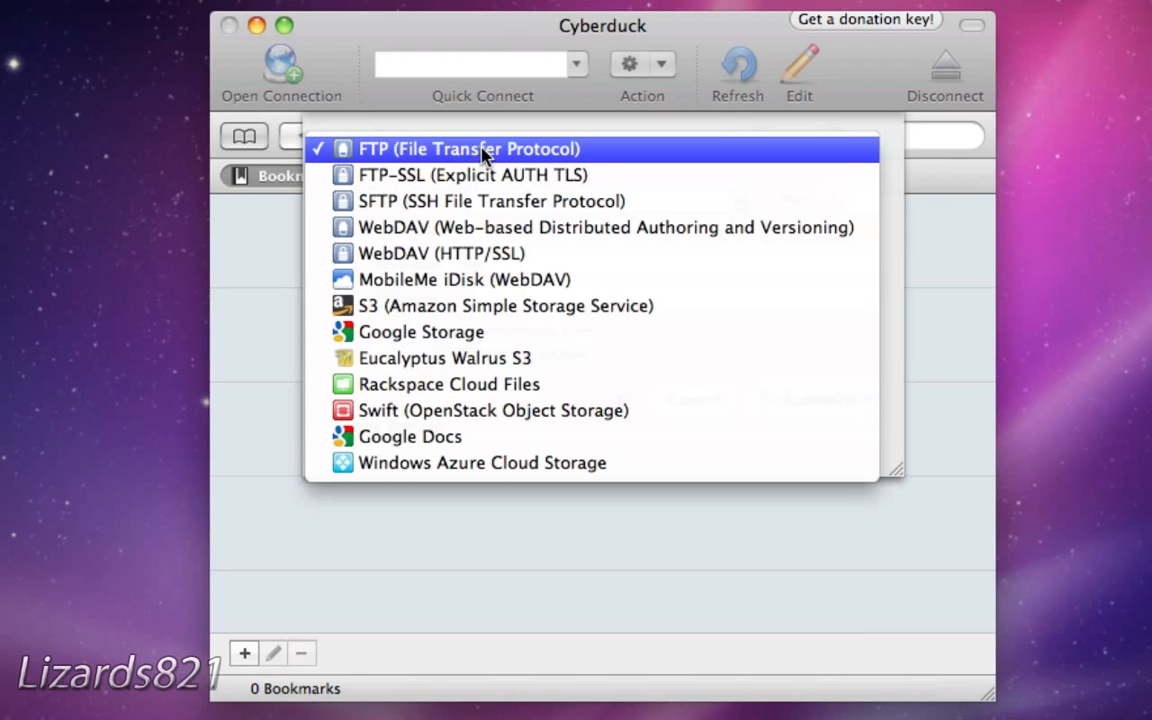 Cyberduck
Get a donation key!
Open Connection
Quick Connect
Action
Refresh
Edit
Disconnect
✓ FTP (File Transfer Protocol)
FTP-SSL (Explicit AUTH TLS)
SFTP (SSH File Transfer Protocol)
WebDAV (Web-based Distributed Authoring and Versioning)
WebDAV (HTTP/SSL)
MobileMe iDisk (WebDAV)
S3 (Amazon Simple Storage Service)
Google Storage
Eucalyptus Walrus S3
Rackspace Cloud Files
Swift (OpenStack Object Storage)
Google Docs
Windows Azure Cloud Storage
Bookm
Lizards821
0 Bookmarks